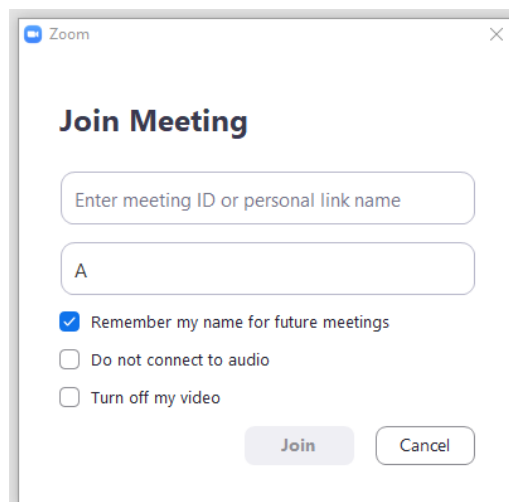 Zoom
Join Meeting
Enter meeting ID or personal link name
A
Remember my name for future meetings
Do not connect to audio
Turn off my video
Join Cancel